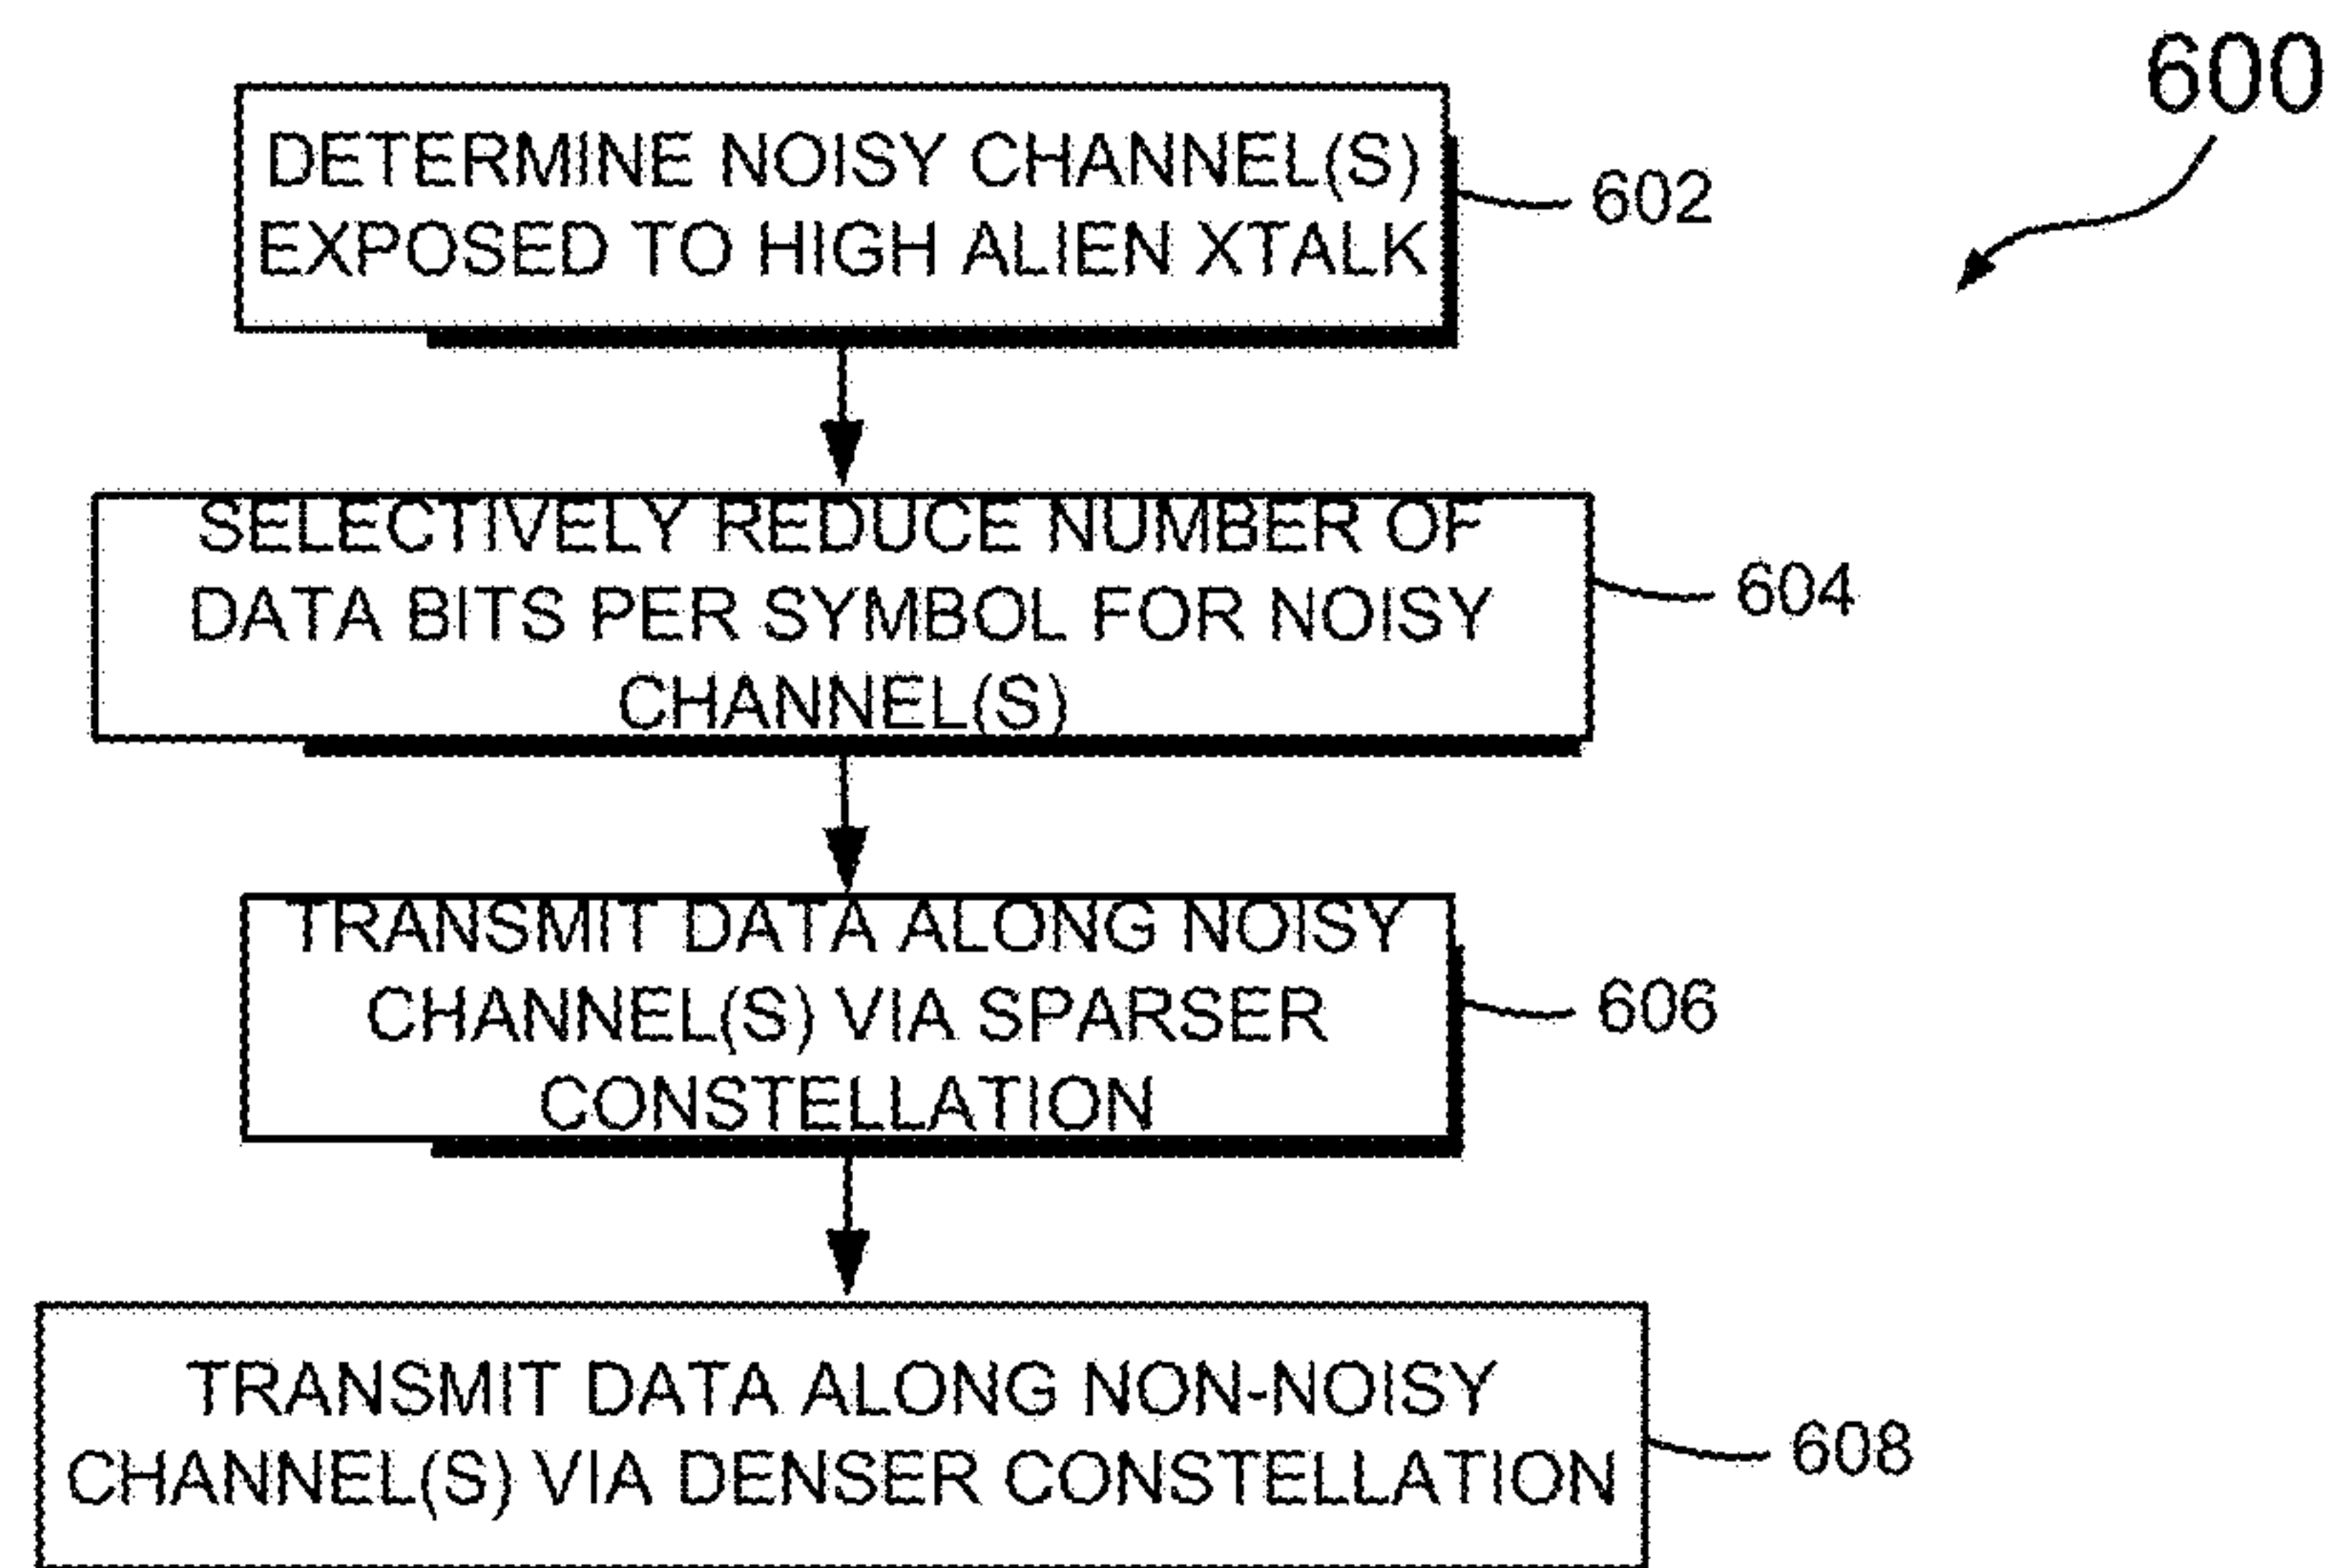 600
DETERMINE NOISY CHANNEL(S)
EXPOSED TO HIGH ALIEN XTALK
602
SELECTIVELY REDUCE NUMBER OF
DATA BITS PER SYMBOL FOR NOISY
CHANNEL(S)
604
TRANSMIT DATA ALONG NOISY
CHANNEL(S) VIA SPARSER
CONSTELLATION
606
TRANSMIT DATA ALONG NON-NOISY
CHANNEL(S) VIA DENSER CONSTELLATION
608